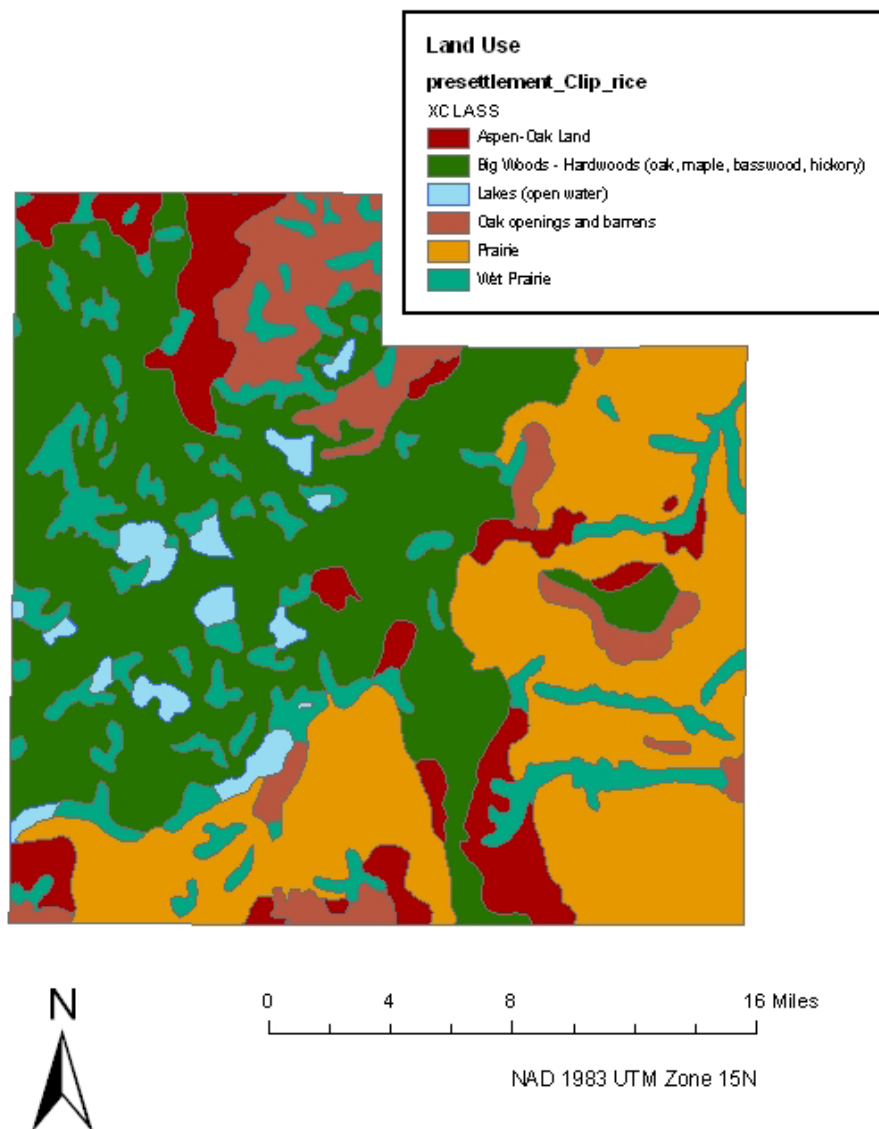 Land Use
presettlement_Clip_rice
XCLASS
Aspen-Oak Land
Big Woods - Hardwoods (oak, maple, basswood, hickory)
Lakes (open water)
Oak openings and barrens
Prairie
Wet Prairie
N
0 4 8 16 Miles
NAD 1983 UTM Zone 15N